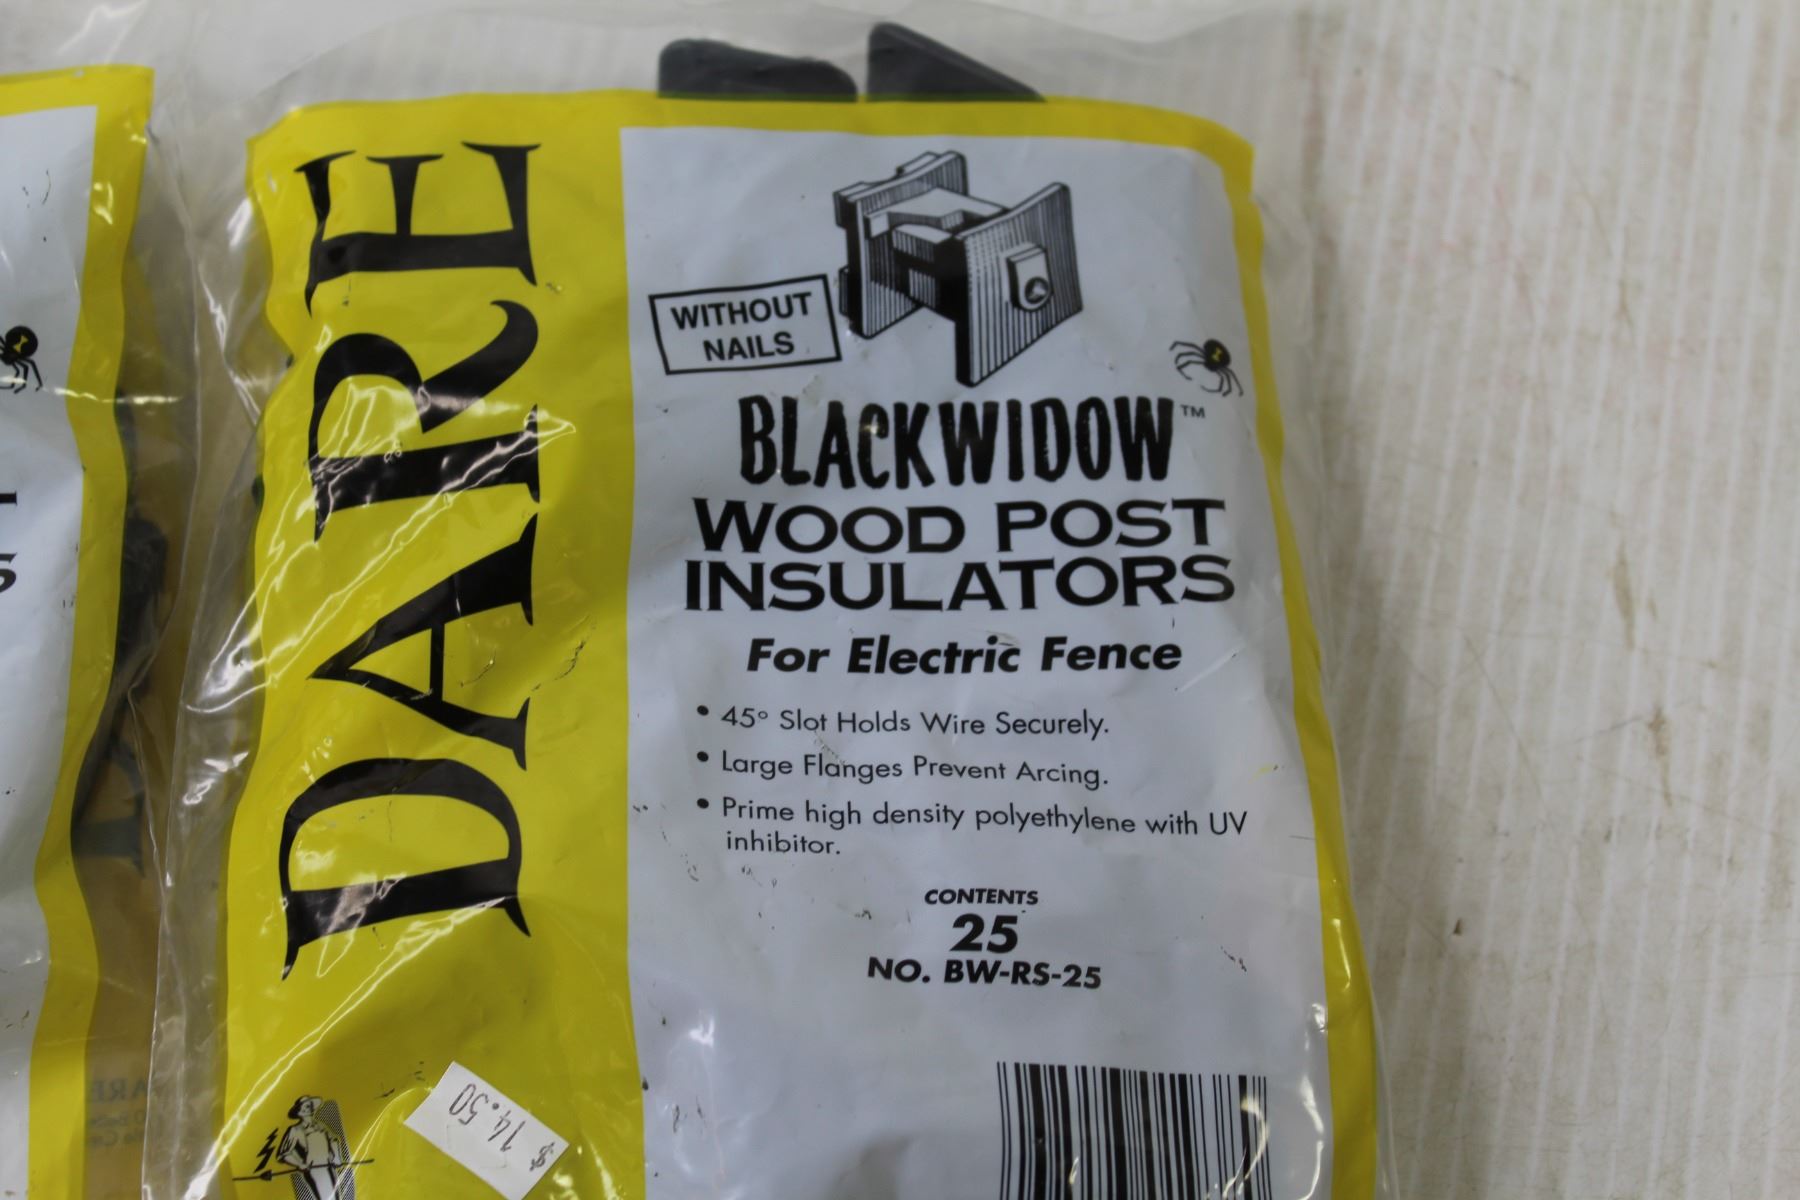 DARE
WITHOUT
NAILS
BLACKWIDOW™
WOOD POST
INSULATORS
For Electric Fence
• 45° Slot Holds Wire Securely.
• Large Flanges Prevent Arcing.
• Prime high density polyethylene with UV
inhibitor.
CONTENTS
25
NO. BW-RS-25
$ 14.50
S